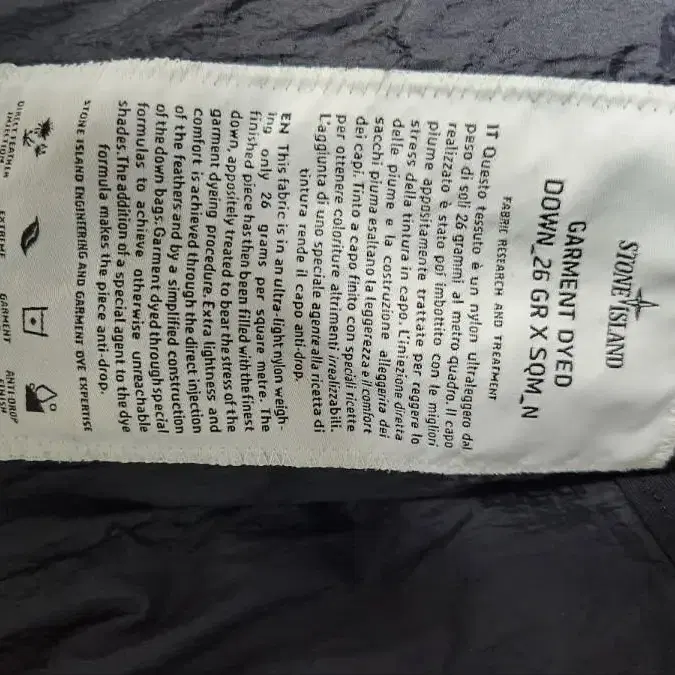 STONE ISLAND
GARMENT DYED
DOWN_26 GR X SQM_N
FABRIC RESEARCH AND TREATMENT
IT Questo tessuto è un nylon ultraleggero dal
peso di soli 26 grammi al metro quadro. Il capo
realizzato è stato poi imbottito con le migliori
piume appositamente trattate per reggere lo
stress della tintura in capo. L'iniezione diretta
delle piume e la costruzione alleggerita dei
sacchi piuma esaltano la leggerezza e il comfort
dei capi. Tinto a capo finito con speciali ricette
per ottenere coloriture altrimenti irrealizzabili.
L'aggiunta di uno speciale agente alla ricetta di
tintura rende il capo anti-drop.
EN This fabric is in an ultra-light nylon weigh-
ing only 26 grams per square metre. The
finished piece has then been filled with the finest
down, appositely treated to bear the stress of the
garment dyeing procedure. Extra lightness and
comfort is achieved through the direct injection
of the feathers and by a simplified construction
of the down bags. Garment dyed through special
formulas to achieve otherwise unreachable
shades. The addition of a special agent to the dye
formula makes the piece anti-drop.
STONE ISLAND ENGINEERING AND GARMENT DYE EXPERTISE
DIRECT FEATHER
INJECTION
EXTREME
GARMENT
ANTI DROP
FINISH